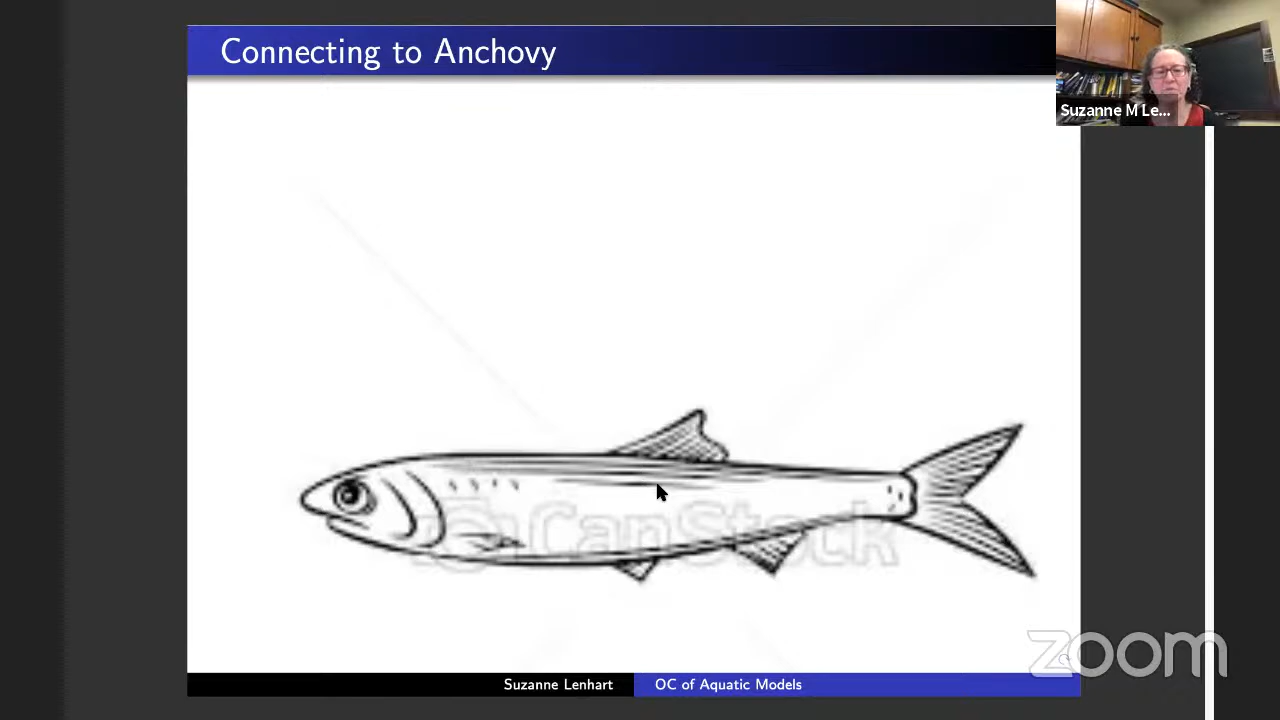 Connecting to Anchovy
Suzanne M Le...
CanStock
zoom
Suzanne Lenhart
OC of Aquatic Models